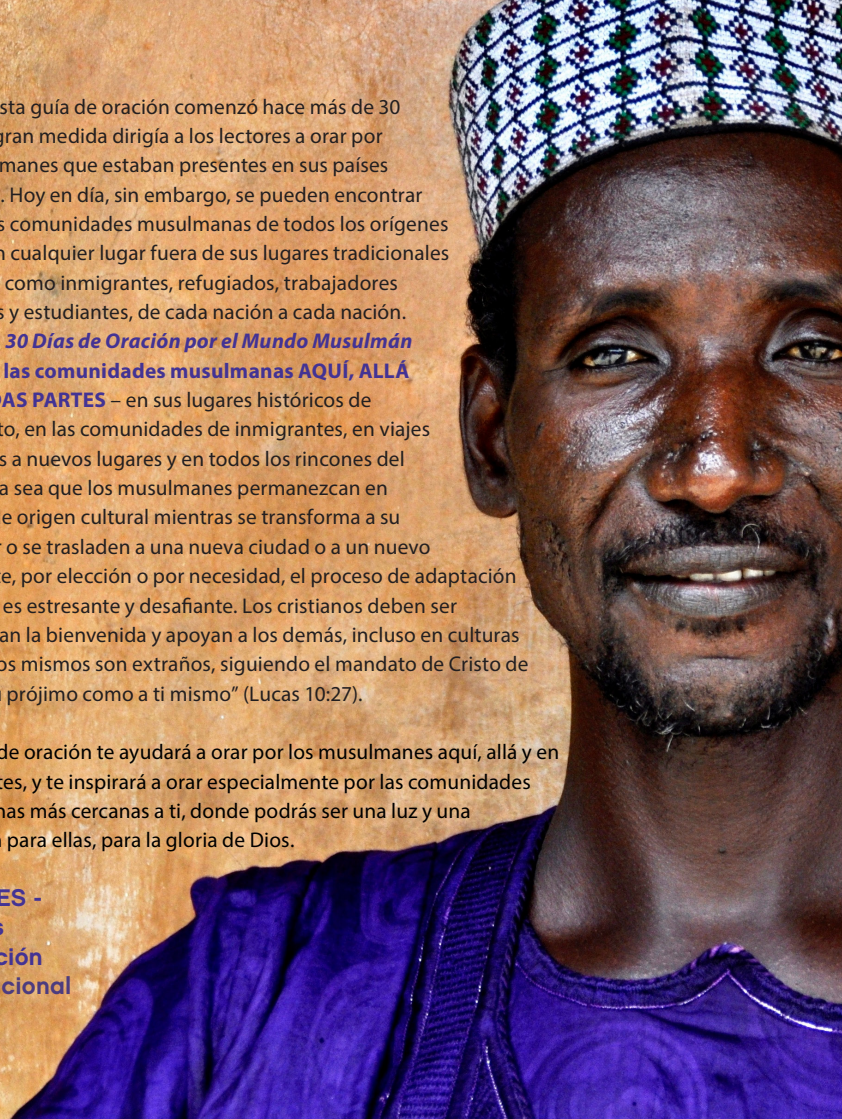 sta guía de oración comenzó hace más de 30
gran medida dirigía a los lectores a orar por
manes que estaban presentes en sus países
. Hoy en día, sin embargo, se pueden encontrar
s comunidades musulmanas de todos los orígenes
n cualquier lugar fuera de sus lugares tradicionales
como inmigrantes, refugiados, trabajadores
s y estudiantes, de cada nación a cada nación.
30 Días de Oración por el Mundo Musulmán
las comunidades musulmanas AQUÍ, ALLÁ
DAS PARTES – en sus lugares históricos de
to, en las comunidades de inmigrantes, en viajes
s a nuevos lugares y en todos los rincones del
a sea que los musulmanes permanezcan en
e origen cultural mientras se transforma a su
r o se trasladen a una nueva ciudad o a un nuevo
te, por elección o por necesidad, el proceso de adaptación
es estresante y desafiante. Los cristianos deben ser
an la bienvenida y apoyan a los demás, incluso en culturas
os mismos son extraños, siguiendo el mandato de Cristo de
u prójimo como a ti mismo” (Lucas 10:27).
de oración te ayudará a orar por los musulmanes aquí, allá y en
tes, y te inspirará a orar especialmente por las comunidades
nas más cercanas a ti, donde podrás ser una luz y una
n para ellas, para la gloria de Dios.
ES -
s
ción
cional